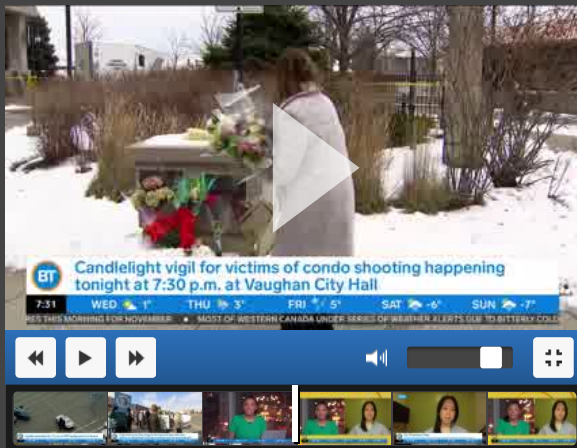 BT
Candlelight vigil for victims of condo shooting happening
tonight at 7:30 p.m. at Vaughan City Hall
7:31 WED 1° THU 3° FRI 5° SAT -6° SUN -7°
THIS MORNING FOR NOVEMBER • MOST OF WESTERN CANADA UNDER SERIES OF WEATHER ALERTS DUE TO BITTERLY COLD